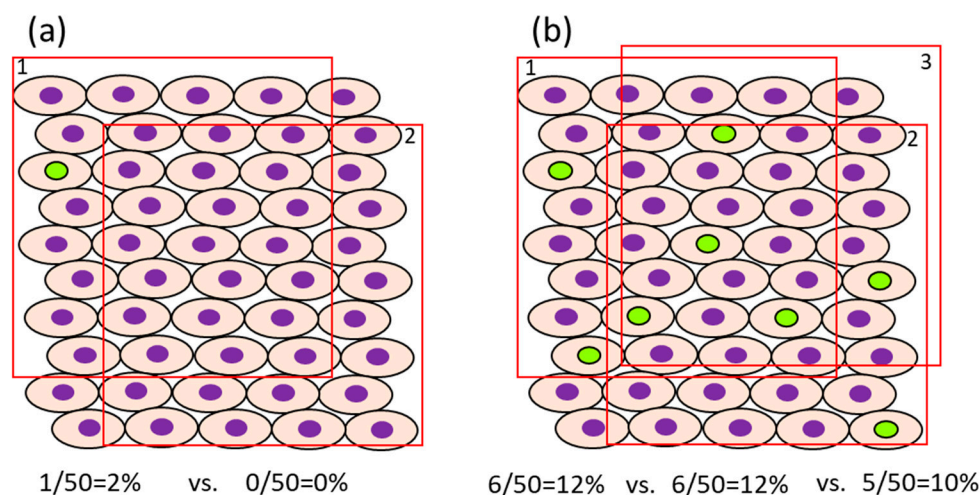 (a) (b)
1 1 3
2 2
1/50=2% vs. 0/50=0% 6/50=12% vs. 6/50=12% vs. 5/50=10%